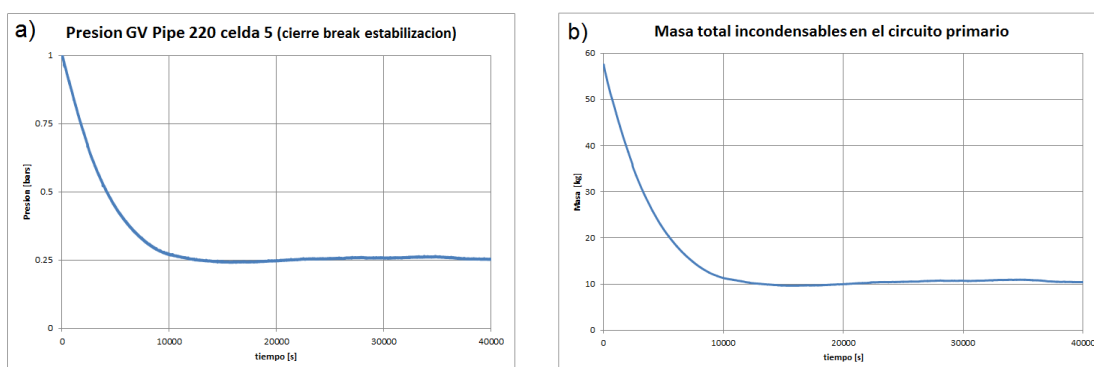 a)
Presion GV Pipe 220 celda 5 (cierre break estabilizacion)
1
0.75
0.5
0.25
0
Presion [bars]
0
10000
20000
30000
40000
tiempo [s]
b)
Masa total incondensables en el circuito primario
60
50
40
30
20
10
0
Masa [kg]
0
10000
20000
30000
40000
tiempo [s]